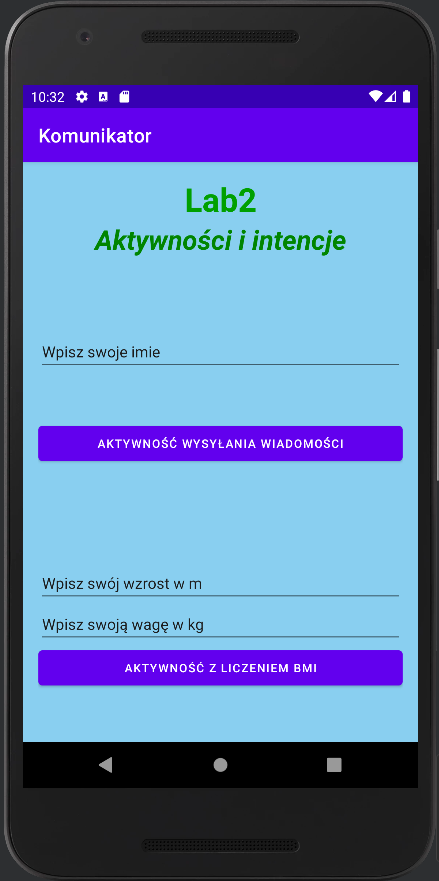 10:32
Komunikator
Lab2
Aktywności i intencje
Wpisz swoje imie
AKTYWNOŚĆ WYSYŁANIA WIADOMOŚCI
Wpisz swój wzrost w m
Wpisz swoją wagę w kg
AKTYWNOŚĆ Z LICZENIEM BMI